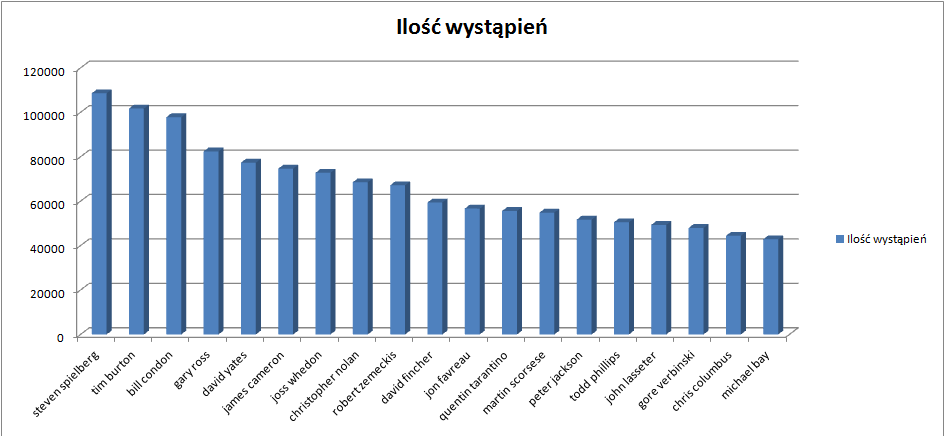 Ilość wystąpień
120000
100000
80000
60000
40000
20000
0
Ilość wystąpień
steven spielberg
tim burton
bill condon
gary ross
david yates
james cameron
joss whedon
christopher nolan
robert zemeckis
david fincher
jon favreau
quentin tarantino
martin scorsese
peter jackson
todd phillips
john lasseter
gore verbinski
chris columbus
michael bay